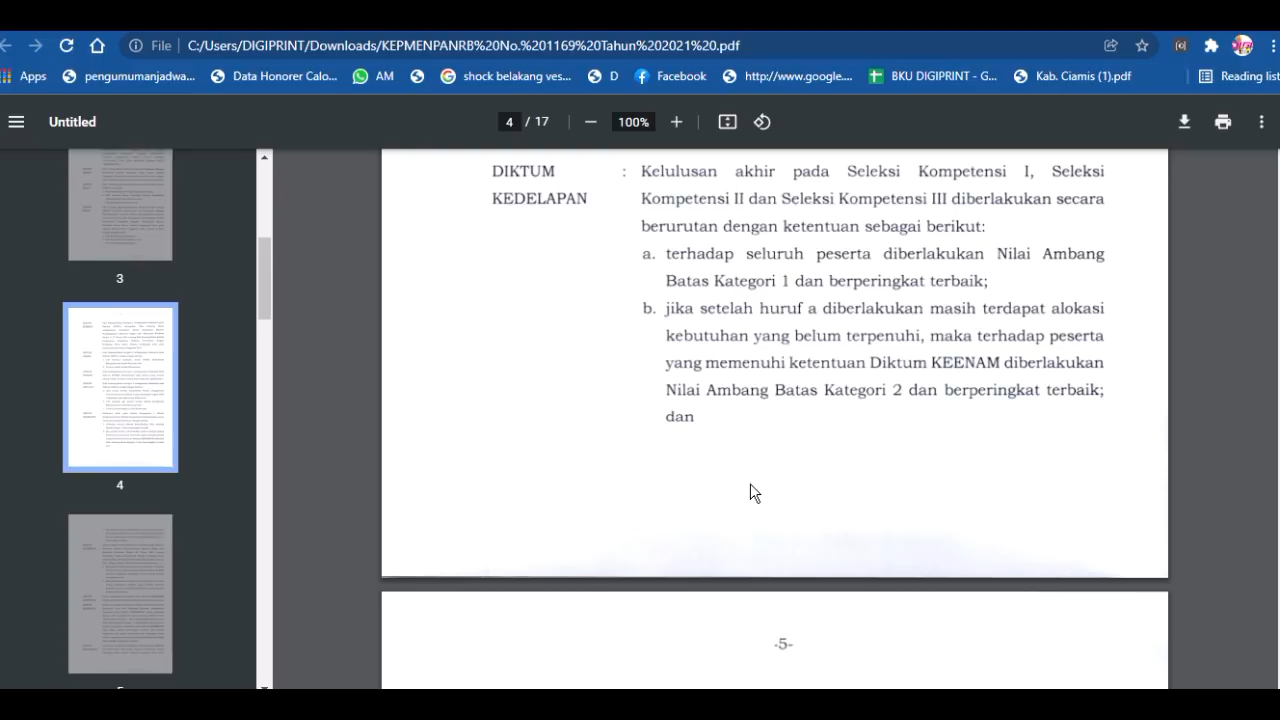 File C:/Users/DIGIPRINT/Downloads/KEPMENPANRB%20No.%201169%20Tahun%202021%20.pdf
Apps pengumumanjadwa... Data Honorer Calo... AM shock belakang ves... D Facebook http://www.google.... BKU DIGIPRINT - G... Kab. Ciamis (1).pdf Reading list
Untitled 4 / 17 100%
3
4
DIKTUM : Kelulusan akhir pada Seleksi Kompetensi I, Seleksi
KEDELAPAN Kompetensi II dan Seleksi Kompetensi III diberlakukan secara
berurutan dengan ketentuan sebagai berikut:
a. terhadap seluruh peserta diberlakukan Nilai Ambang
Batas Kategori 1 dan berperingkat terbaik;
b. jika setelah huruf a diberlakukan masih terdapat alokasi
kebutuhan yang belum terpenuhi, maka terhadap peserta
yang memenuhi ketentuan Diktum KEENAM diberlakukan
Nilai Ambang Batas Kategori 2 dan berperingkat terbaik;
dan
-5-